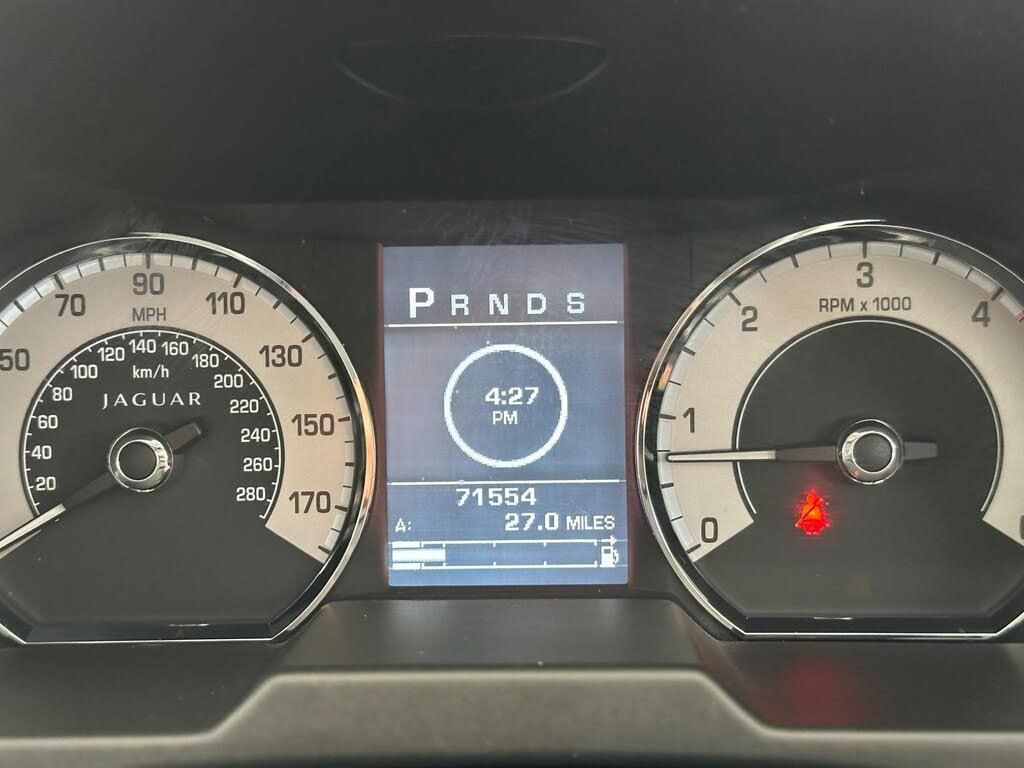 50 70 90 110 130 150 170
MPH
20 40 60 80 100 120 140 160 180 200 220 240 260 280
km/h
JAGUAR
P R N D S
4:27
PM
71554
A: 27.0 MILES
0 1 2 3 4
RPM x 1000